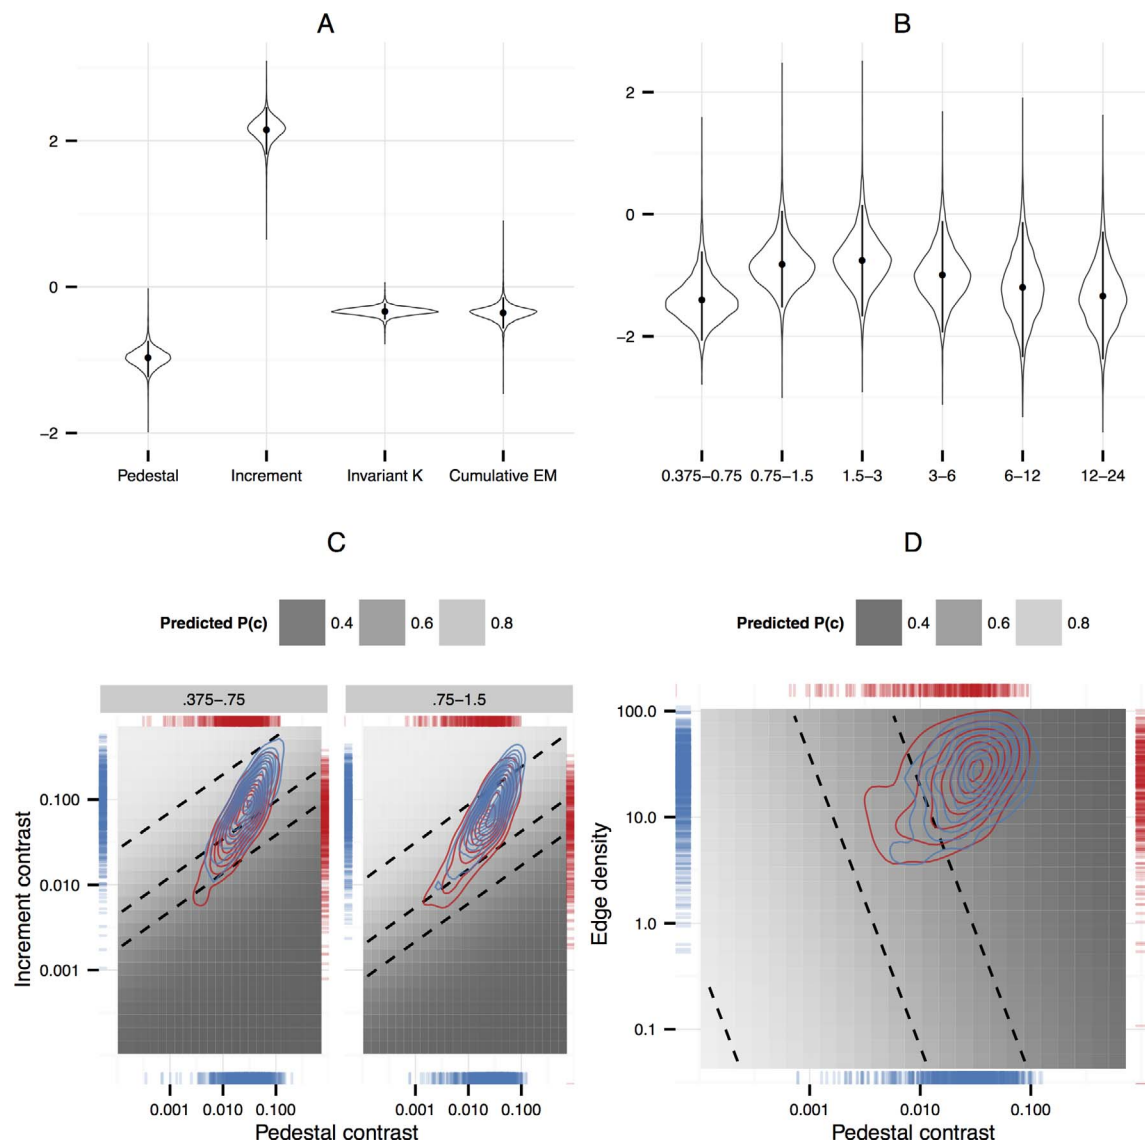 A
B
2
0
−2
Pedestal
Increment
Invariant K
Cumulative EM
2
0
−2
0.375−0.75
0.75−1.5
1.5−3
3−6
6−12
12−24
C
D
Predicted P(c)
0.4
0.6
0.8
Predicted P(c)
0.4
0.6
0.8
.375−.75
.75−1.5
Increment contrast
0.100
0.010
0.001
0.001
0.010
0.100
0.001
0.010
0.100
Pedestal contrast
Edge density
100.0
10.0
1.0
0.1
0.001
0.010
0.100
Pedestal contrast